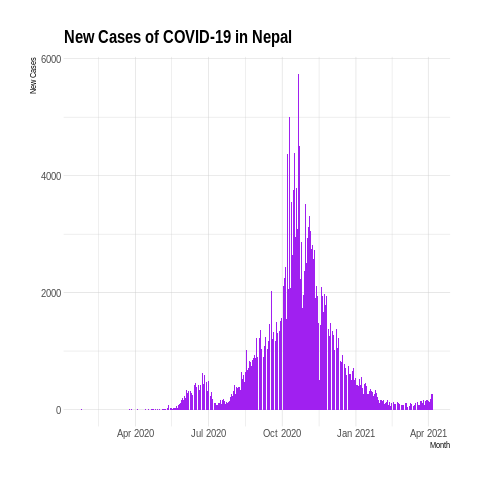 New Cases of COVID-19 in Nepal
New Cases
6000
4000
2000
0
Apr 2020 Jul 2020 Oct 2020 Jan 2021 Apr 2021
Month